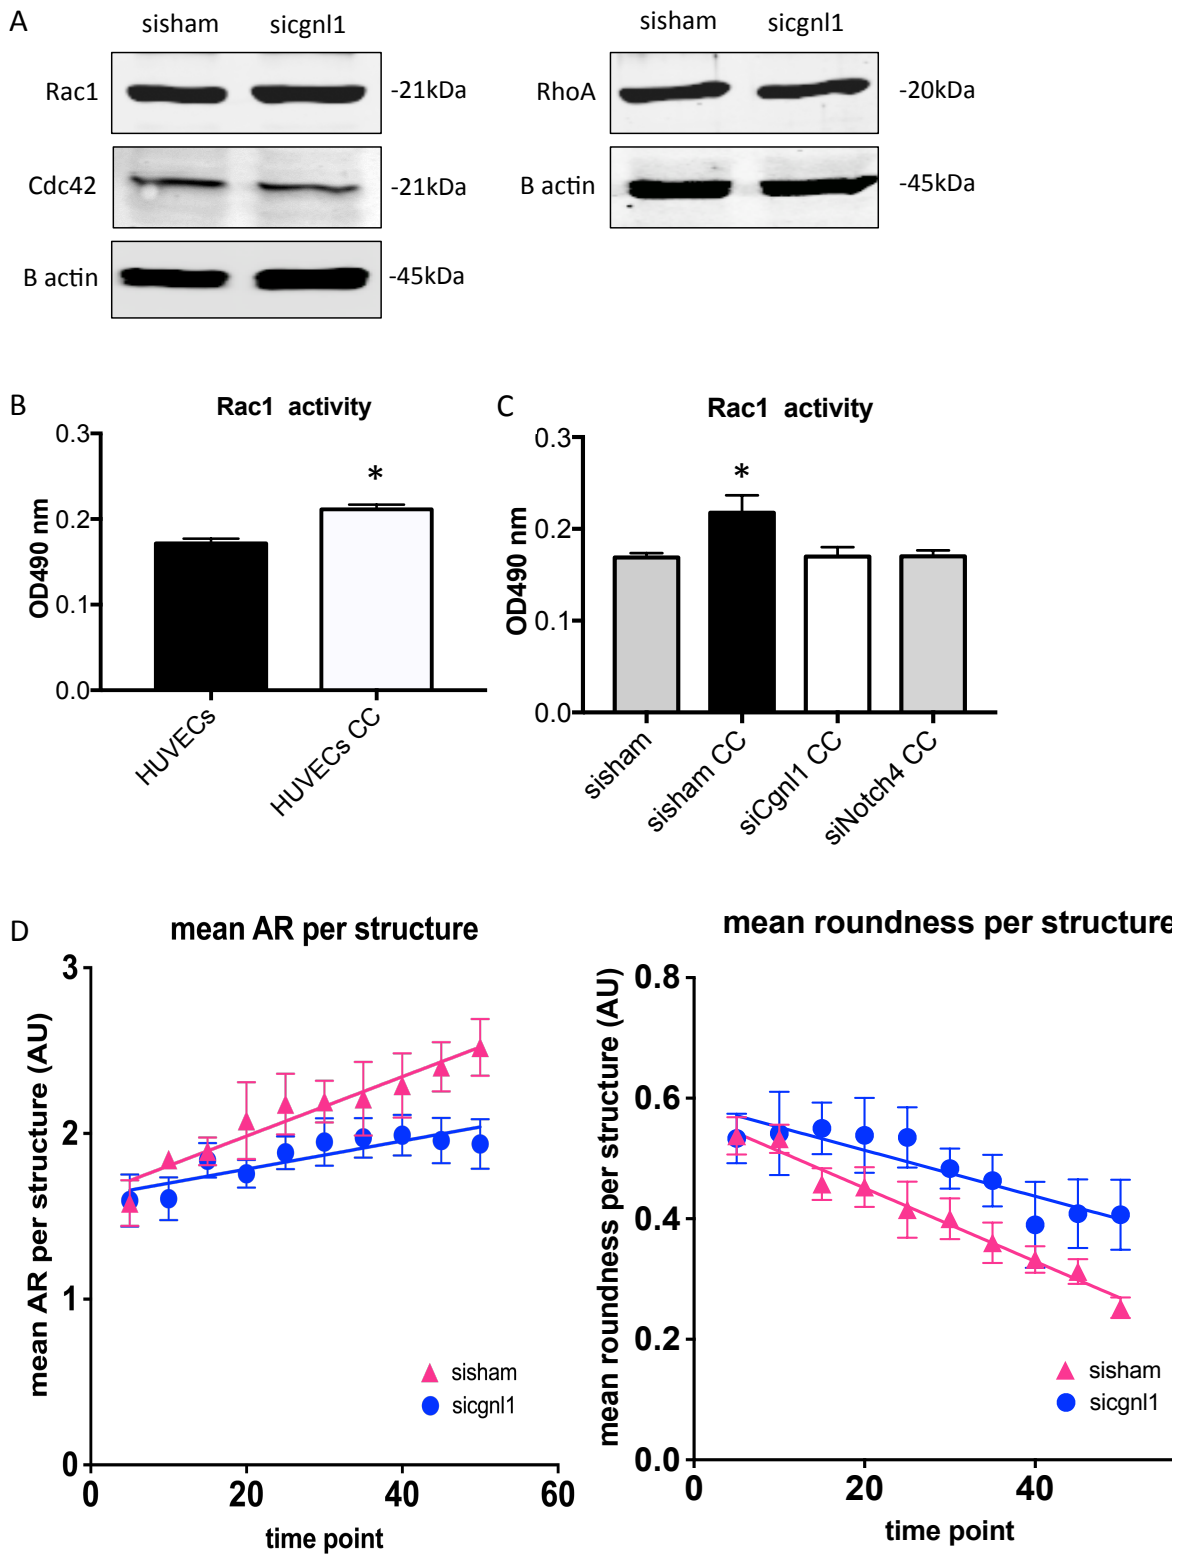 A
sisham sicgnl1
Rac1 -21kDa
Cdc42 -21kDa
B actin -45kDa
sisham sicgnl1
RhoA -20kDa
B actin -45kDa
B
Rac1 activity
OD490 nm
0.3
0.2
0.1
0.0
HUVECs
HUVECs CC
*
C
Rac1 activity
OD490 nm
0.3
0.2
0.1
0.0
sisham
sisham CC
siCgnl1 CC
siNotch4 CC
*
D
mean AR per structure
mean AR per structure (AU)
3
2
1
0
0 20 40 60
time point
sisham
sicgnl1
mean roundness per structure
mean roundness per structure (AU)
0.8
0.6
0.4
0.2
0.0
0 20 40
time point
sisham
sicgnl1